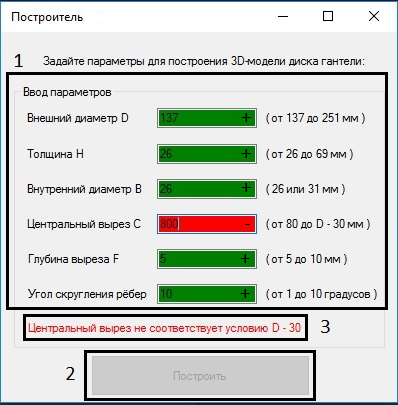 Построитель
1 Задайте параметры для построения 3D-модели диска гантели:
Ввод параметров
Внешний диаметр D 137 + ( от 137 до 251 мм )
Толщина H 26 + ( от 26 до 69 мм )
Внутренний диаметр B 26 + ( 26 или 31 мм )
Центральный вырез C 800 - ( от 80 до D - 30 мм )
Глубина выреза F 5 + ( от 5 до 10 мм )
Угол скругления рёбер 10 + ( от 1 до 10 градусов )
Центральный вырез не соответствует условию D - 30 3
2 Построить